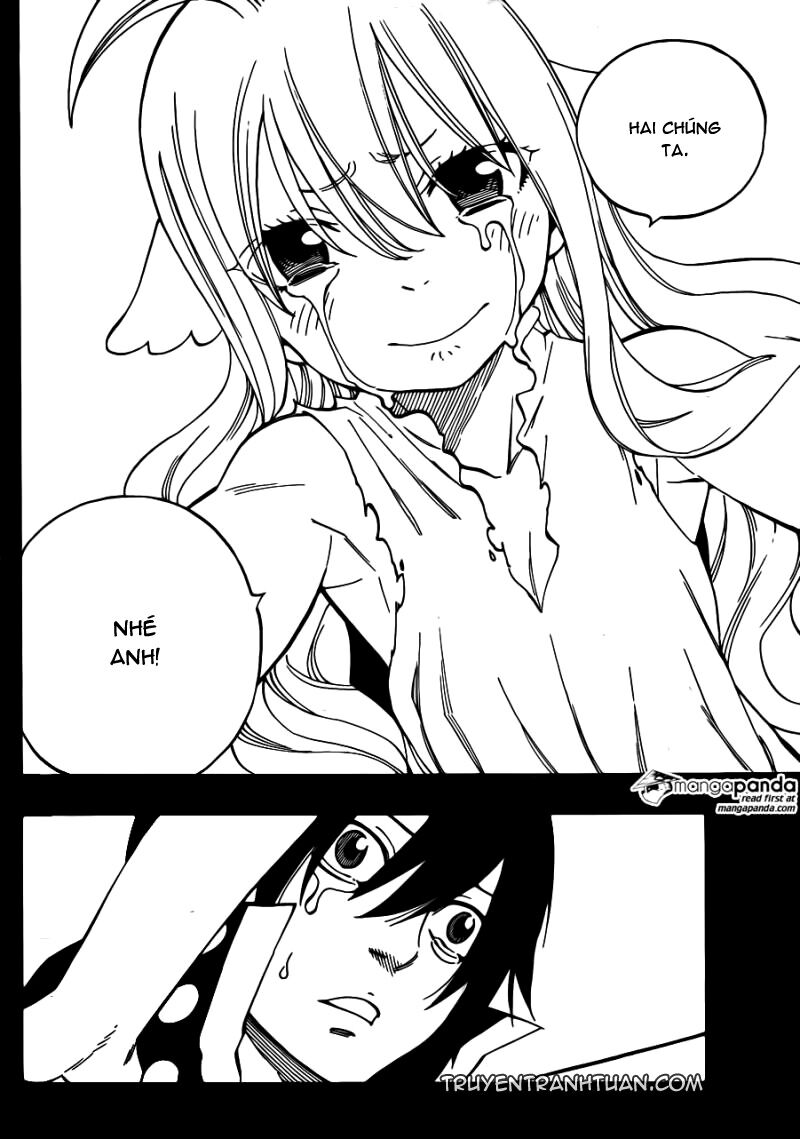 HAI CHÚNG
TA.
NHÉ
ANH!
mangapanda
read first at
mangapanda.com
TRUYENTRANHTUAN.COM